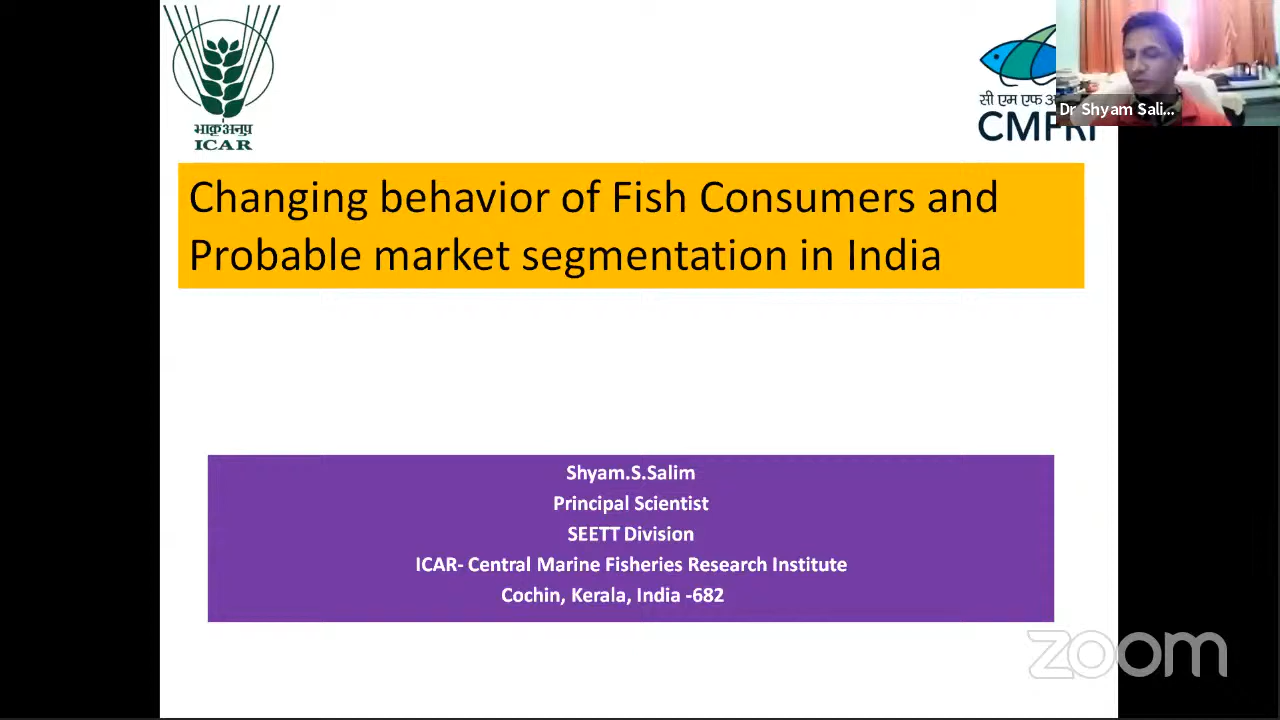 भाकृअनुप
ICAR
सी एम एफ
CMFRI
Dr Shyam Sali...
Changing behavior of Fish Consumers and
Probable market segmentation in India
Shyam.S.Salim
Principal Scientist
SEETT Division
ICAR- Central Marine Fisheries Research Institute
Cochin, Kerala, India -682
zoom